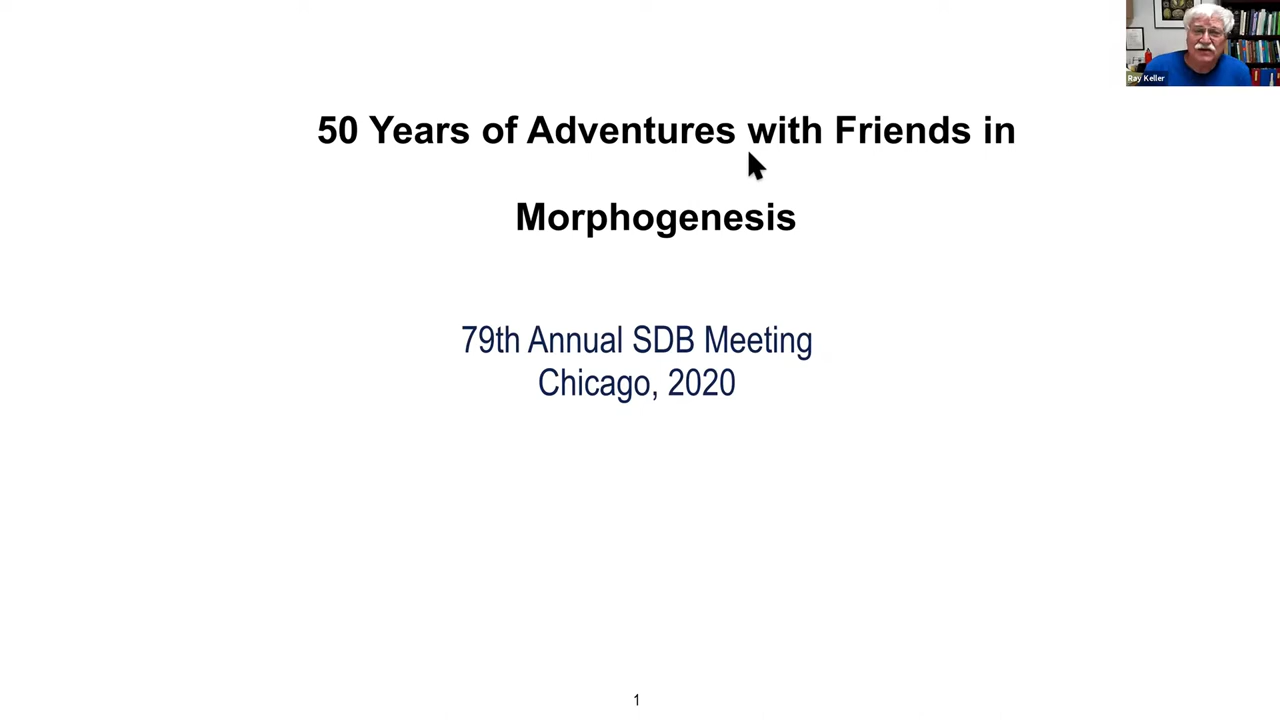 Ray Keller
50 Years of Adventures with Friends in
Morphogenesis
79th Annual SDB Meeting
Chicago, 2020
1